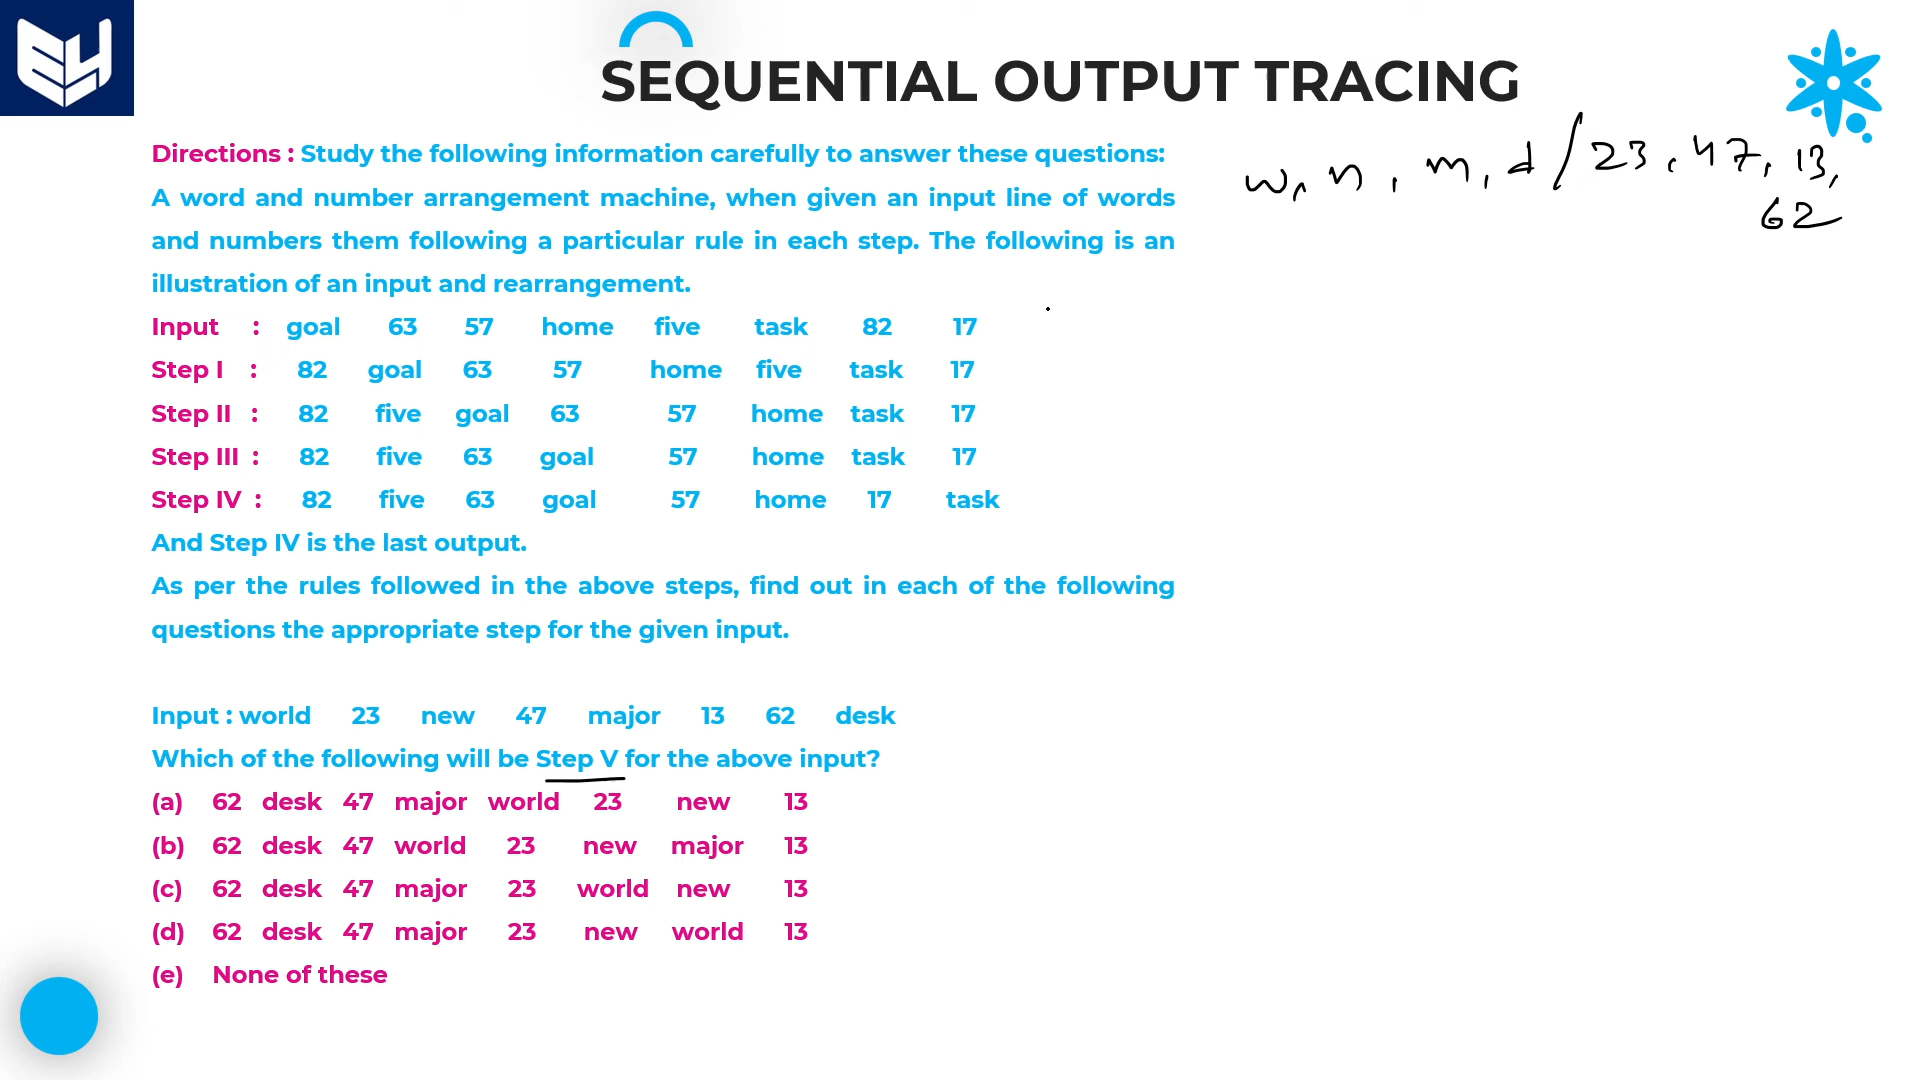 SEQUENTIAL OUTPUT TRACING
w, n, m, d / 23, 47, 13,
62
Directions : Study the following information carefully to answer these questions:
A word and number arrangement machine, when given an input line of words
and numbers them following a particular rule in each step. The following is an
illustration of an input and rearrangement.
Input : goal 63 57 home five task 82 17
Step I : 82 goal 63 57 home five task 17
Step II : 82 five goal 63 57 home task 17
Step III : 82 five 63 goal 57 home task 17
Step IV : 82 five 63 goal 57 home 17 task
And Step IV is the last output.
As per the rules followed in the above steps, find out in each of the following
questions the appropriate step for the given input.
Input : world 23 new 47 major 13 62 desk
Which of the following will be Step V for the above input?
(a) 62 desk 47 major world 23 new 13
(b) 62 desk 47 world 23 new major 13
(c) 62 desk 47 major 23 world new 13
(d) 62 desk 47 major 23 new world 13
(e) None of these